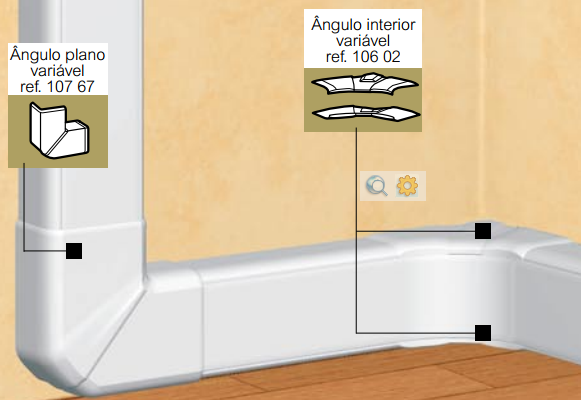 Ângulo plano
variável
ref. 107 67
Ângulo interior
variável
ref. 106 02